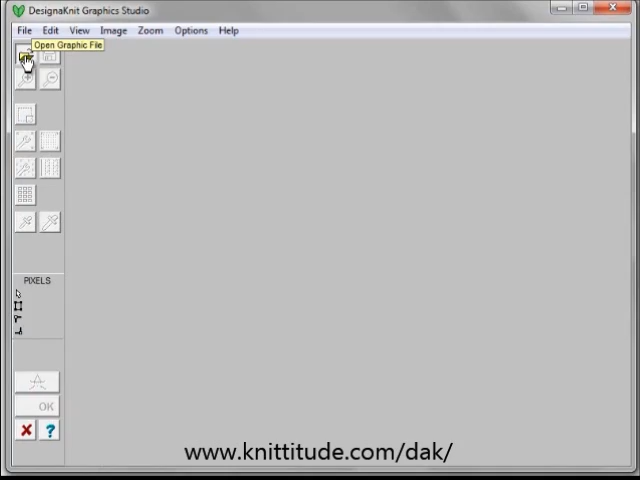 DesignaKnit Graphics Studio
File Edit View Image Zoom Options Help
Open Graphic File
PIXELS
OK
?
www.knittitude.com/dak/